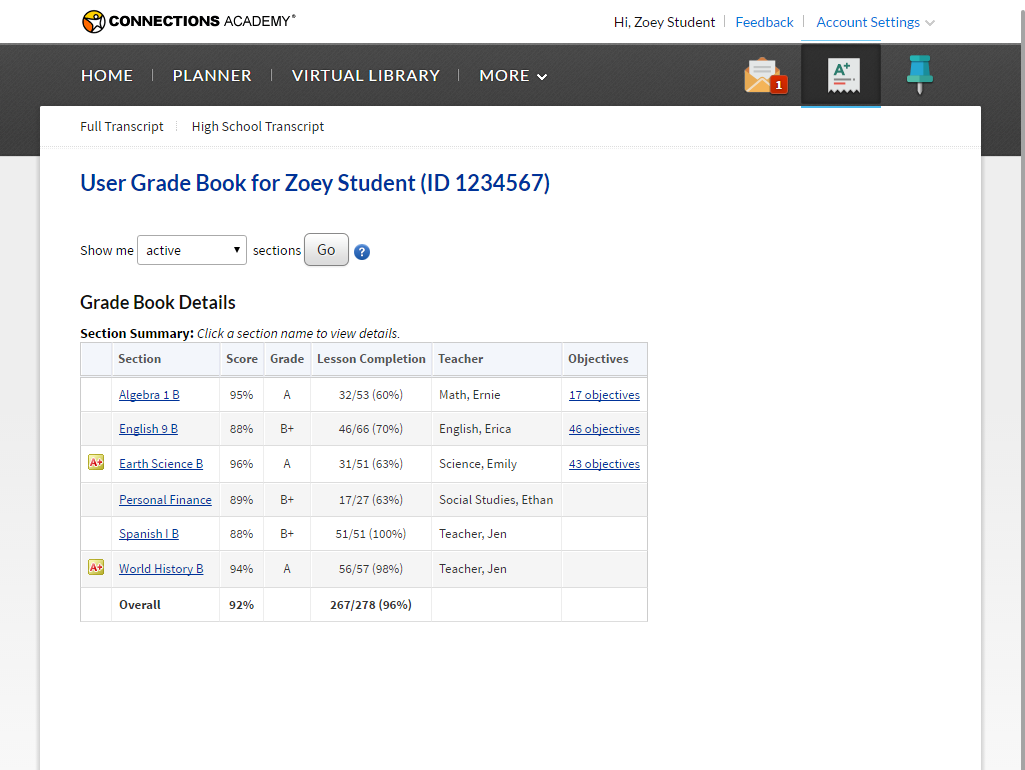 CONNECTIONS ACADEMY®
Hi, Zoey Student Feedback Account Settings
HOME PLANNER VIRTUAL LIBRARY MORE
1
A+
Full Transcript High School Transcript
User Grade Book for Zoey Student (ID 1234567)
Show me active sections Go ?
Grade Book Details
Section Summary: Click a section name to view details.
Section Score Grade Lesson Completion Teacher Objectives
Algebra 1 B 95% A 32/53 (60%) Math, Ernie 17 objectives
English 9 B 88% B+ 46/66 (70%) English, Erica 46 objectives
A+ Earth Science B 96% A 31/51 (63%) Science, Emily 43 objectives
Personal Finance 89% B+ 17/27 (63%) Social Studies, Ethan
Spanish I B 88% B+ 51/51 (100%) Teacher, Jen
A+ World History B 94% A 56/57 (98%) Teacher, Jen
Overall 92% 267/278 (96%)